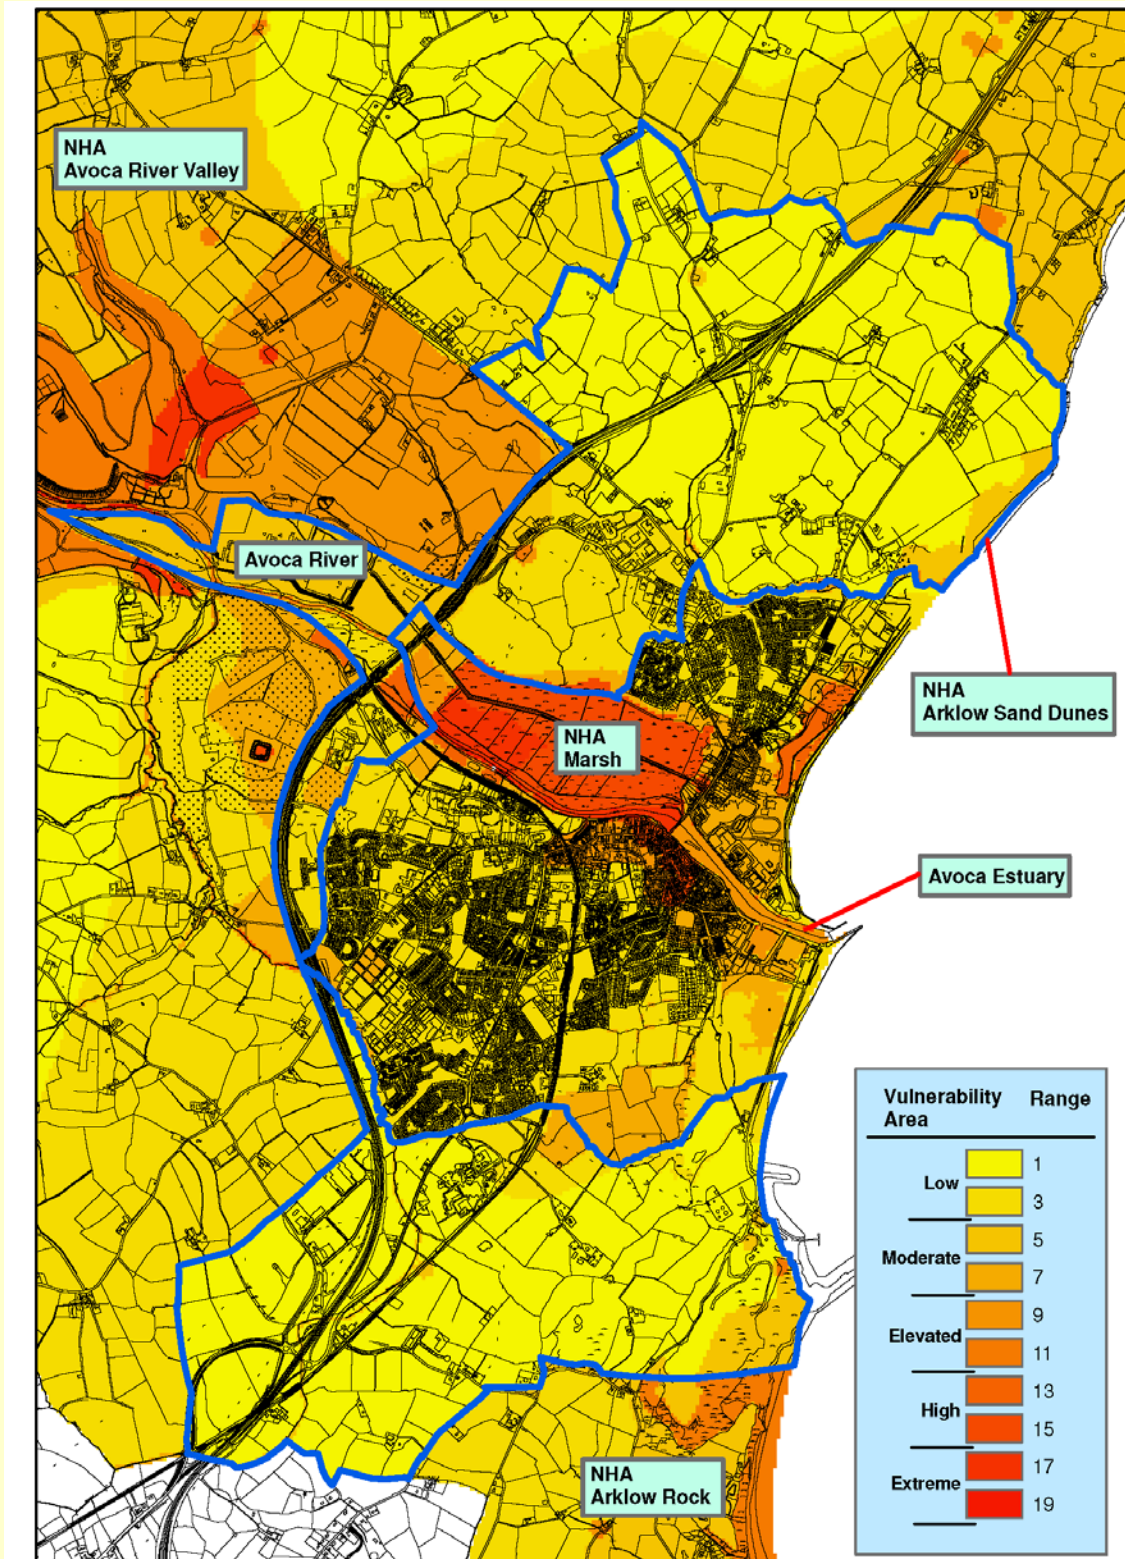 NHA
Avoca River Valley
Avoca River
NHA
Marsh
NHA
Arklow Sand Dunes
Avoca Estuary
NHA
Arklow Rock
Vulnerability Range
Area
Low
1
3
Moderate
5
7
Elevated
9
11
High
13
15
Extreme
17
19